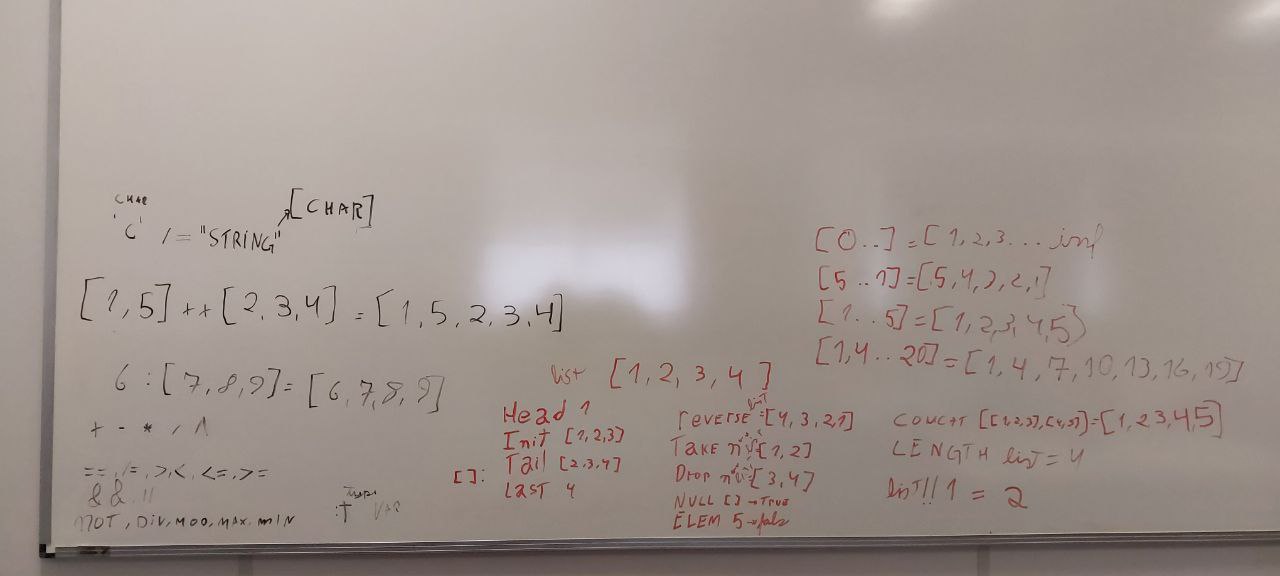 CHAR
'C' /= "STRING" [CHAR]
[1,5] ++ [2,3,4] = [1,5,2,3,4]
6 : [7,8,9] = [6,7,8,9]
+ - * / ^
==, /=, >, <, <=, >=
&& ||
NOT, DIV, MOD, MAX, MIN
:T VAR
list [1,2,3,4]
Head 1
Init [1,2,3]
Tail [2,3,4]
[]:
LAST 4
list
reverse = [4,3,2,1]
TAKE [1,2]
Drop [3,4]
NULL [] → True
ELEM 5 → fals
[0..] = [1,2,3... inf
[5..1] = [5,4,3,2,1]
[1..5] = [1,2,3,4,5]
[1,4..20] = [1,4,7,10,13,16,19]
CONCAT [[1,2,3],[4,5]] = [1,2 3,4,5]
LENGTH list = 4
list!! 1 = 2